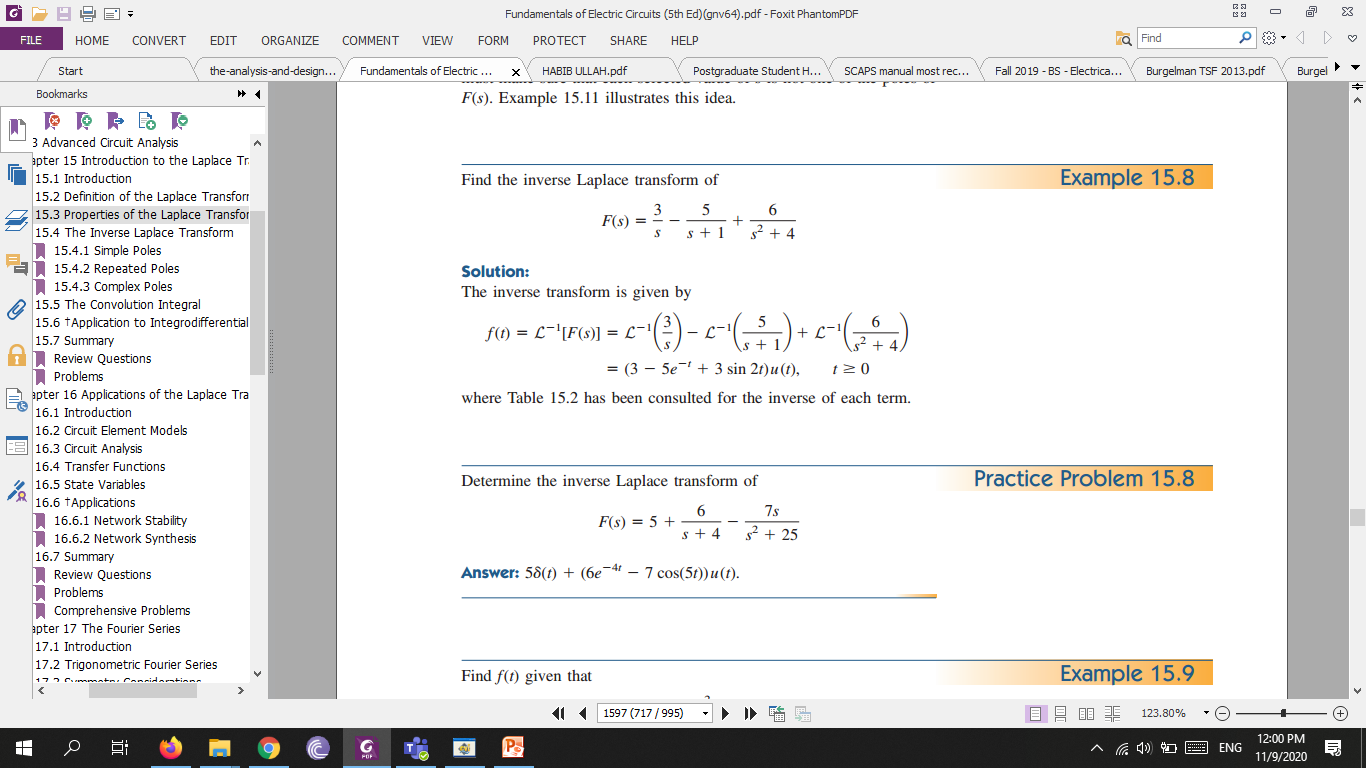 Fundamentals of Electric Circuits (5th Ed)(gnv64).pdf - Foxit PhantomPDF
FILE HOME CONVERT EDIT ORGANIZE COMMENT VIEW FORM PROTECT SHARE HELP
Find
Start the-analysis-and-design... Fundamentals of Electric ... HABIB ULLAH.pdf Postgraduate Student H... SCAPS manual most rec... Fall 2019 - BS - Electrica... Burgelman TSF 2013.pdf Burgel
Bookmarks
3 Advanced Circuit Analysis
apter 15 Introduction to the Laplace Tr
15.1 Introduction
15.2 Definition of the Laplace Transforr
15.3 Properties of the Laplace Transfor
15.4 The Inverse Laplace Transform
15.4.1 Simple Poles
15.4.2 Repeated Poles
15.4.3 Complex Poles
15.5 The Convolution Integral
15.6 †Application to Integrodifferential
15.7 Summary
Review Questions
Problems
apter 16 Applications of the Laplace Tra
16.1 Introduction
16.2 Circuit Element Models
16.3 Circuit Analysis
16.4 Transfer Functions
16.5 State Variables
16.6 †Applications
16.6.1 Network Stability
16.6.2 Network Synthesis
16.7 Summary
Review Questions
Problems
Comprehensive Problems
apter 17 The Fourier Series
17.1 Introduction
17.2 Trigonometric Fourier Series
F(s). Example 15.11 illustrates this idea.
Example 15.8
Find the inverse Laplace transform of
F(s) = 3/s − 5/(s + 1) + 6/(s² + 4)
Solution:
The inverse transform is given by
f(t) = ℒ⁻¹[F(s)] = ℒ⁻¹(3/s) − ℒ⁻¹(5/(s + 1)) + ℒ⁻¹(6/(s² + 4))
= (3 − 5e⁻ᵗ + 3 sin 2t)u(t), t ≥ 0
where Table 15.2 has been consulted for the inverse of each term.
Practice Problem 15.8
Determine the inverse Laplace transform of
F(s) = 5 + 6/(s + 4) − 7s/(s² + 25)
Answer: 5δ(t) + (6e⁻⁴ᵗ − 7 cos(5t))u(t).
Example 15.9
Find f(t) given that
1597 (717 / 995)
123.80%
ENG
12:00 PM
11/9/2020